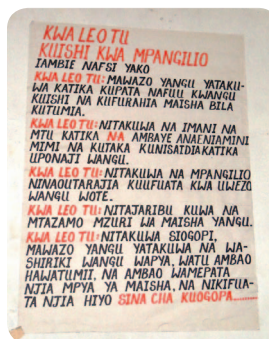 KWA LEO TU
KUISHI KWA MPANGILIO
IAMBIE NAFSI YAKO
KWA LEO TU: MAWAZO YANGU YATAKU-
WA KATIKA KUPATA NAFUU KWANGU
KUISHI NA KUFURAHIA MAISHA BILA
KUTUMIA.
KWA LEO TU: NITAKUWA NA IMANI NA
MTU KATIKA NA AMBAYE ANAENIAMINI
MIMI NA KUTAKA KUNISAIDIA KATIKA
UPONAJI WANGU.
KWA LEO TU: NITAKUWA NA MPANGILIO
NINAOUTARAJIA KUUFUATA KWA UWEZO
WANGU WOTE.
KWA LEO TU: NITAJARIBU KUWA NA
MTAZAMO MZURI WA MAISHA YANGU.
KWA LEO TU: NITAKUWA SIOGOPI,
MAWAZO YANGU YATAKUWA NA WA-
SHIRIKI WANGU WAPYA, WATU AMBAO
HAWATUMII, NA AMBAO WAMEPATA
NJIA MPYA YA MAISHA, NA NIKIFUA-
TA NJIA HIYO SINA CHA KUOGOPA..........